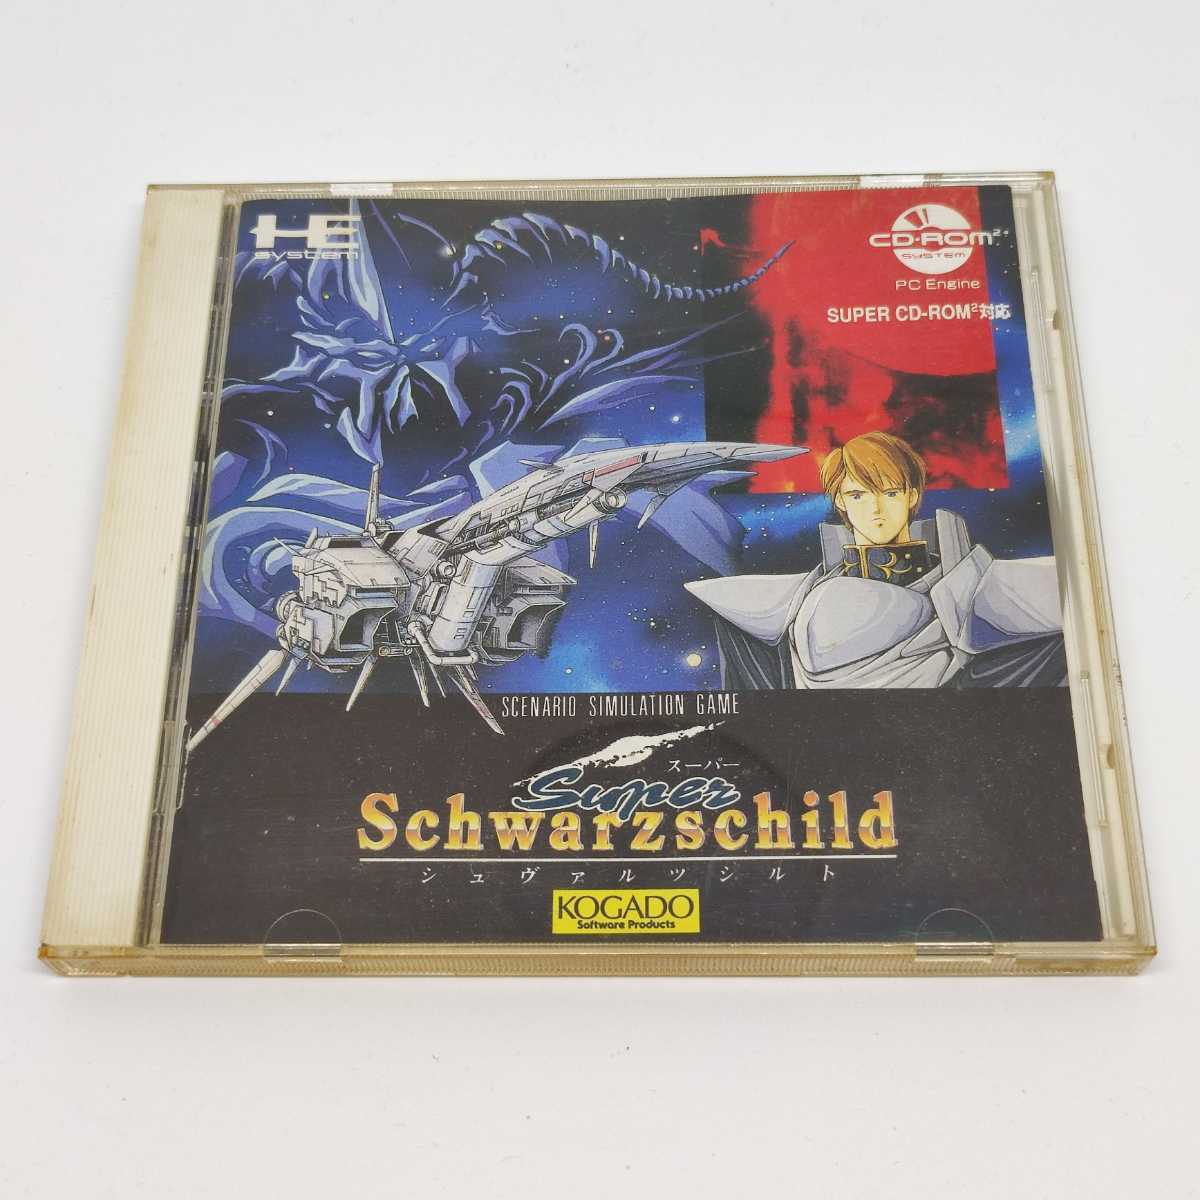 HE
system
CD-ROM²
SYSTEM
PC Engine
SUPER CD-ROM²対応
SCENARIO SIMULATION GAME
スーパー
Super
Schwarzschild
シュヴァルツシルト
KOGADO
Software Products